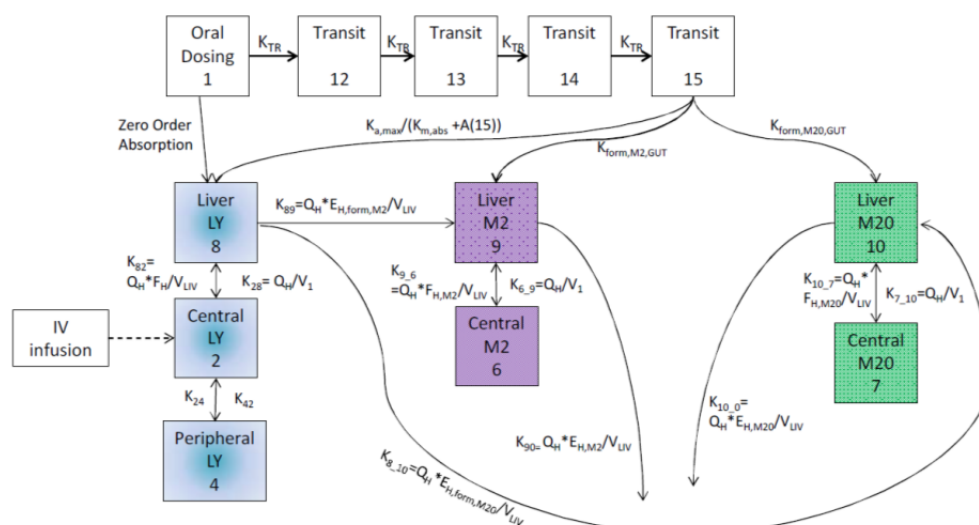 Oral
Dosing
1
K_TR
Transit
12
K_TR
Transit
13
K_TR
Transit
14
K_TR
Transit
15
Zero Order
Absorption
K_a,max/(K_m,abs +A(15))
K_form,M2,GUT
K_form,M20,GUT
Liver
LY
8
K_89=Q_H*E_H,form,M2/V_LIV
Liver
M2
9
Liver
M20
10
K_82=
Q_H*F_H/V_LIV
K_28= Q_H/V_1
K_9_6
=Q_H*F_H,M2/V_LIV
K_6_9=Q_H/V_1
K_10_7=Q_H*
F_H,M20/V_LIV
K_7_10=Q_H/V_1
IV
infusion
Central
LY
2
Central
M2
6
Central
M20
7
K_24
K_42
Peripheral
LY
4
K_8_10=Q_H *E_H,form,M20/V_LIV
K_90=Q_H*E_H,M2/V_LIV
K_10_0=
Q_H*E_H,M20/V_LIV